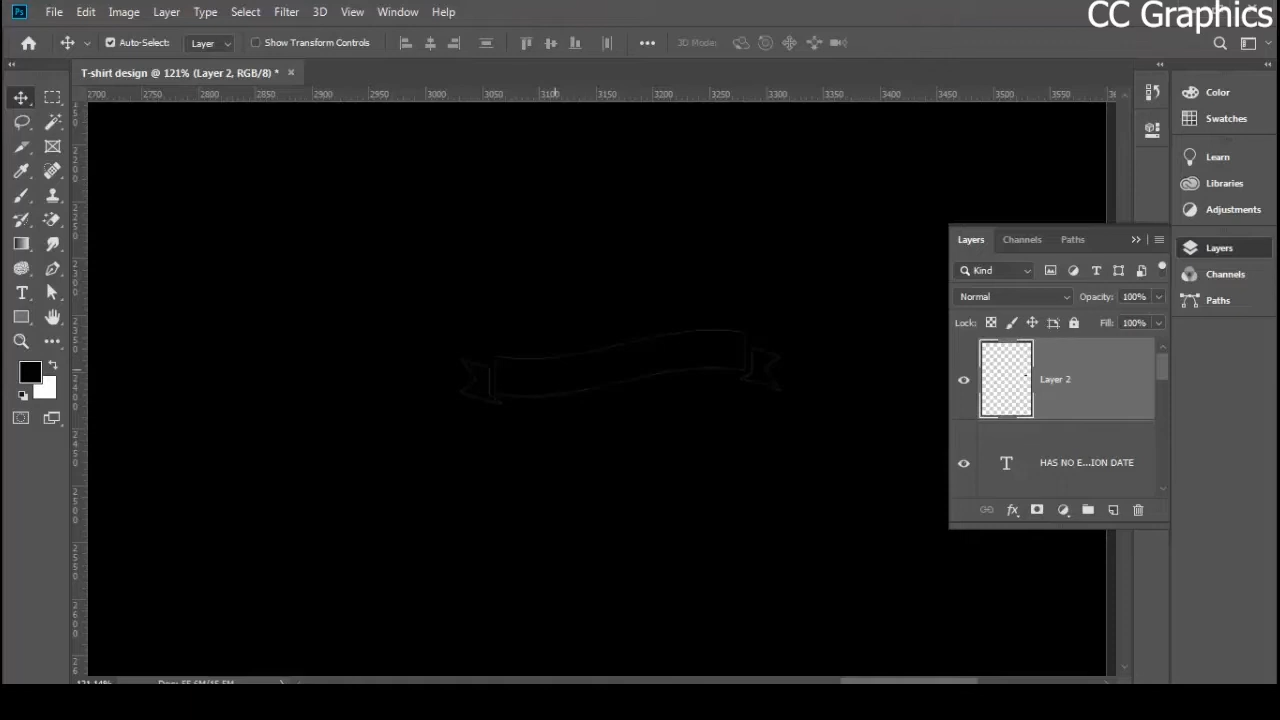 CC Graphics
Ps File Edit Image Layer Type Select Filter 3D View Window Help
Auto-Select: Layer Show Transform Controls 3D Mode:
T-shirt design @ 121% (Layer 2, RGB/8) *
2700 2750 2800 2850 2900 2950 3000 3050 3100 3150 3200 3250 3300 3350 3400 3450 3500 3550
Color
Swatches
Learn
Libraries
Adjustments
Layers
Channels
Paths
Layers Channels Paths
Kind
Normal Opacity: 100%
Lock: Fill: 100%
Layer 2
T HAS NO E...ION DATE
fx